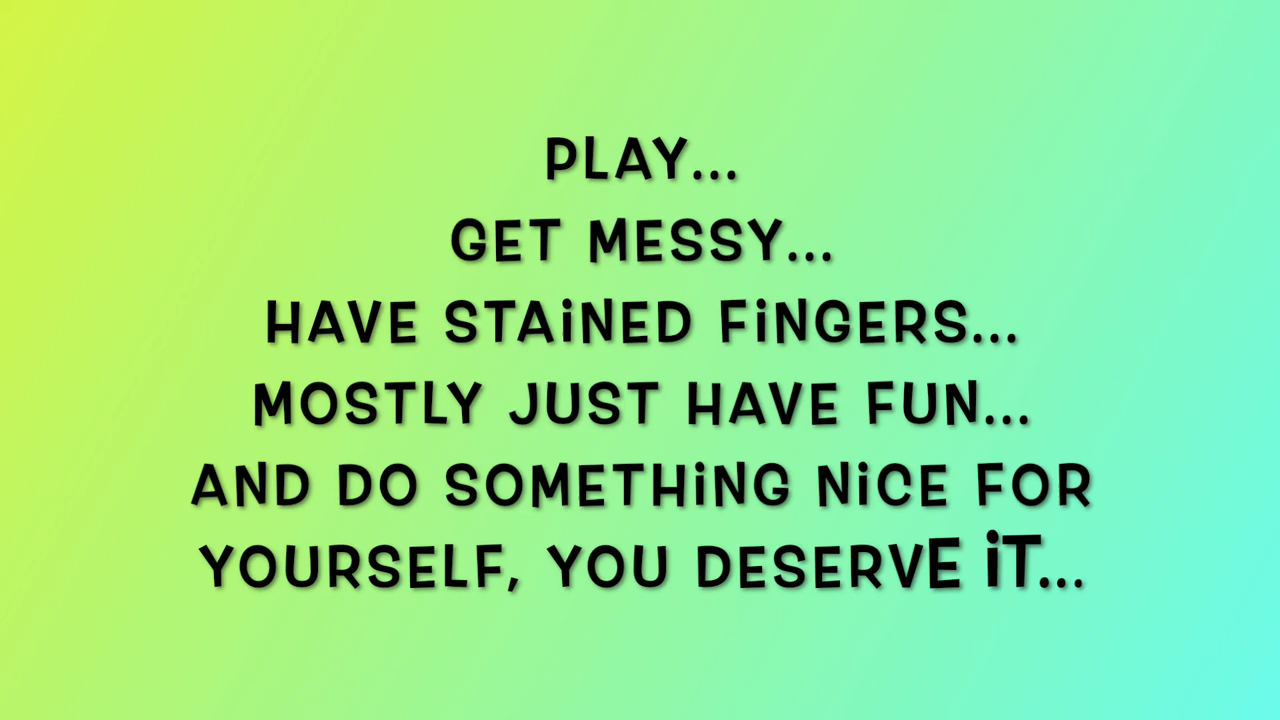 PLAY...
GET MESSY...
HAVE STAiNED FiNGERS...
MOSTLY JUST HAVE FUN...
AND DO SOMETHiNG NiCE FOR
YOURSELF, YOU DESERVE iT...